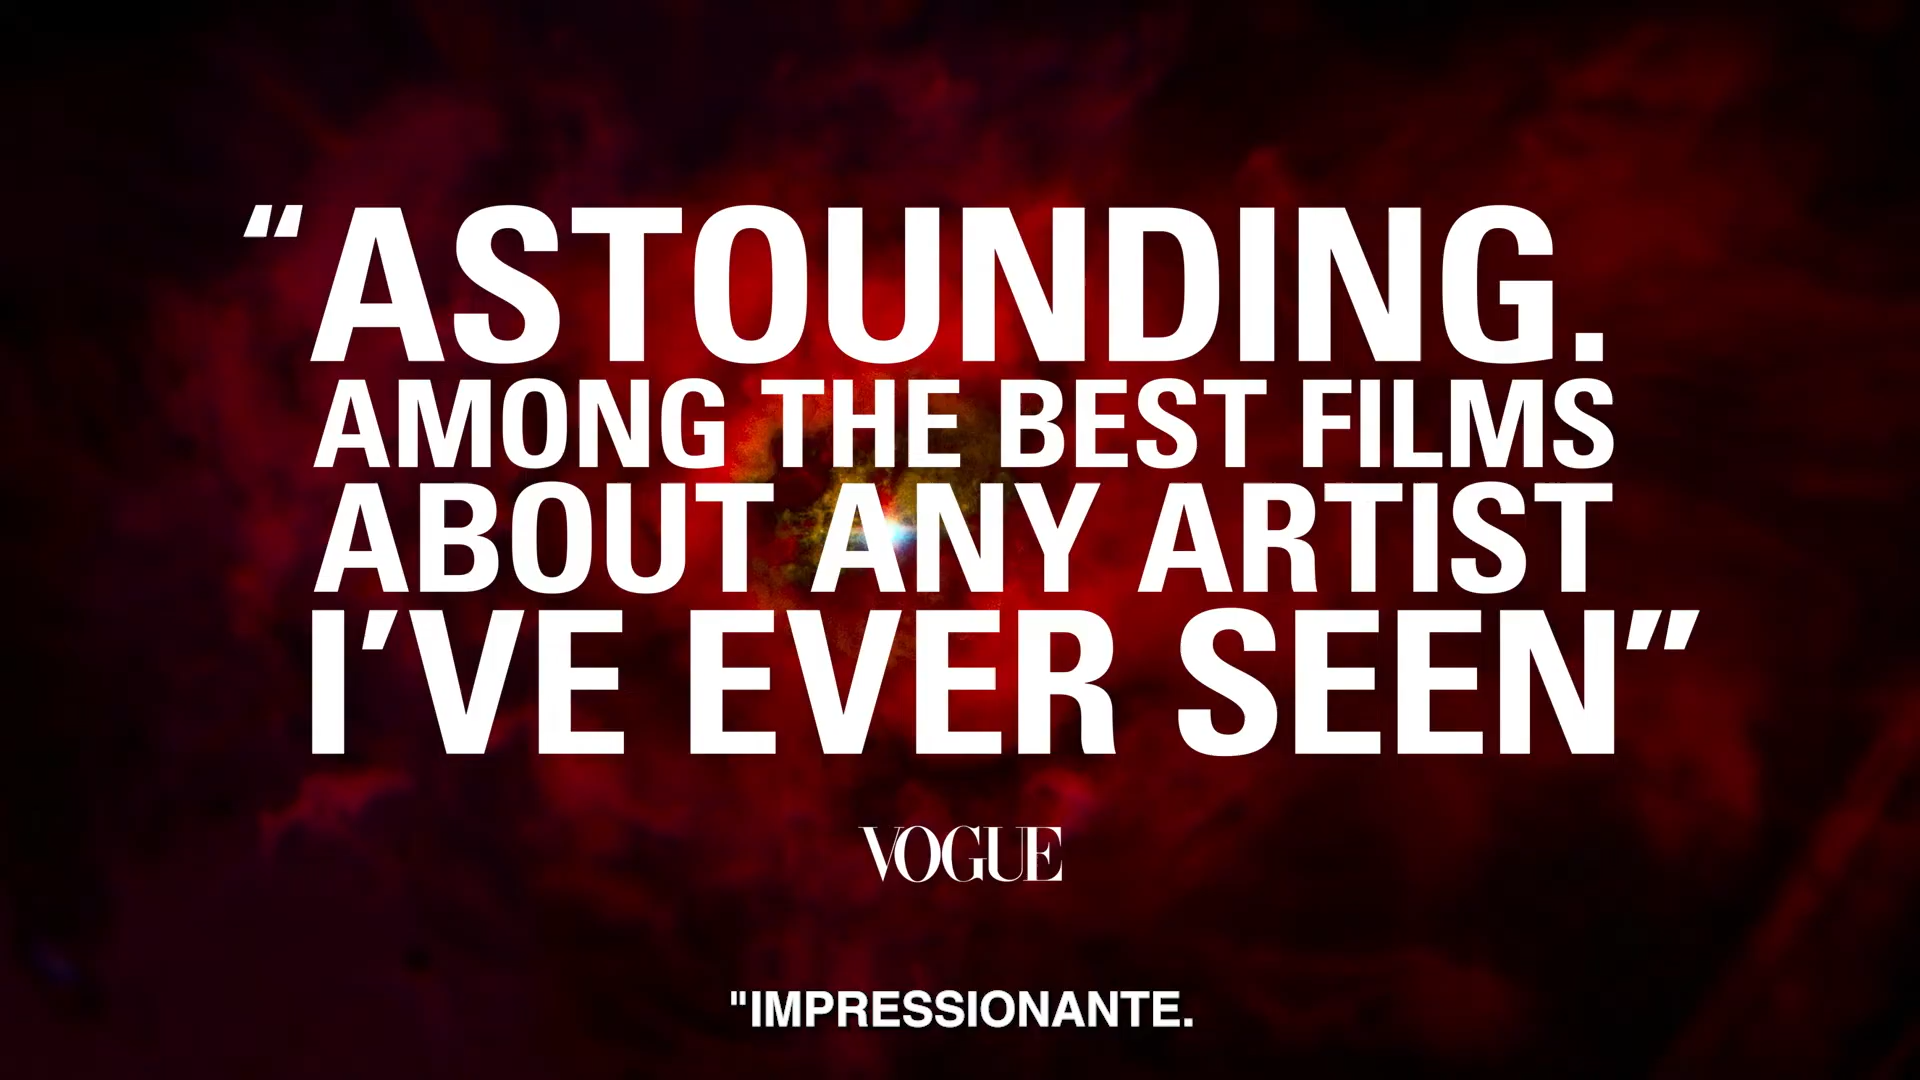 “ASTOUNDING.
AMONG THE BEST FILMS
ABOUT ANY ARTIST
I’VE EVER SEEN”
VOGUE
"IMPRESSIONANTE.